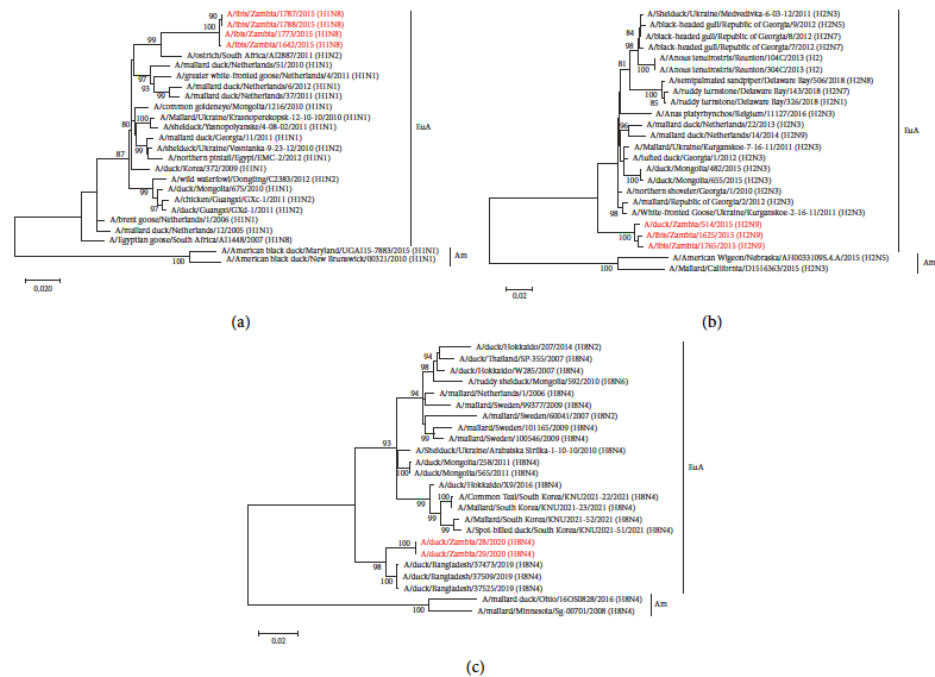 90
A/Ibis/Zambia/1787/2015 (H1N8)
A/Ibis/Zambia/1788/2015 (H1N8)
100
A/Ibis/Zambia/1773/2015 (H1N8)
A/Ibis/Zambia/1642/2015 (H1N8)
99
A/ostrich/South Africa/AI2887/2011 (H1N2)
A/mallard duck/Netherlands/51/2010 (H1N1)
97
A/greater white-fronted goose/Netherlands/4/2011 (H1N1)
93
A/mallard duck/Netherlands/6/2012 (H1N1)
99
A/mallard duck/Netherlands/37/2011 (H1N1)
A/common goldeneye/Mongolia/1216/2010 (H1N1)
100
A/Mallard/Ukraine/Krasnoperekopsk-12-10-2010 (H1N1)
80
A/shelduck/Yasnopolyanske/4-08-02/2011 (H1N1)
A/mallard duck/Georgia/11/2011 (H1N1)
99
A/shelduck/Ukraine/Vesnianka-9-23-12/2010 (H1N2)
87
A/northern pintail/Egypt/EMC-2/2012 (H1N1)
A/duck/Korea/372/2009 (H1N1)
A/wild waterfowl/Dongting/C2383/2012 (H1N2)
99
A/duck/Mongolia/675/2010 (H1N1)
A/chicken/Guangxi/GXc-1/2011 (H1N2)
97
A/duck/Guangxi/GXd-1/2011 (H1N2)
A/brent goose/Netherlands/1/2006 (H1N1)
A/mallard duck/Netherlands/12/2005 (H1N1)
A/Egyptian goose/South Africa/AI1448/2007 (H1N8)
EuA
A/American black duck/Maryland/UGAI15-7883/2015 (H1N1)
100
A/American black duck/New Brunswick/00321/2010 (H1N1)
Am
0.020
(a)
A/Shelduck/Ukraine/Medvedivka-6-03-12/2011 (H2N3)
A/black-headed gull/Republic of Georgia/9/2012 (H2N5)
84
A/black-headed gull/Republic of Georgia/8/2012 (H2N7)
98
A/black-headed gull/Republic of Georgia/7/2012 (H2N7)
A/Anous tenuirostris/Reunion/104C/2013 (H2)
81
100
A/Anous tenuirostris/Reunion/304C/2013 (H2)
A/semipalmated sandpiper/Delaware Bay/506/2018 (H2N8)
100
A/ruddy turnstone/Delaware Bay/143/2018 (H2N7)
85
A/ruddy turnstone/Delaware Bay/326/2018 (H2N1)
A/Anas platyrhynchos/Belgium/11127/2016 (H2N3)
96
A/mallard duck/Netherlands/22/2013 (H2N3)
A/mallard duck/Netherlands/14/2014 (H2N9)
A/Mallard/Ukraine/Kurganskoe-7-16-11/2011 (H2N3)
A/tufted duck/Georgia/1/2012 (H2N3)
A/duck/Mongolia/482/2015 (H2N3)
100
A/duck/Mongolia/655/2015 (H2N3)
A/northern shoveler/Georgia/1/2010 (H2N3)
A/mallard/Republic of Georgia/2/2012 (H2N3)
98
A/White-fronted Goose/Ukraine/Kurganskoe-2-16-11/2011 (H2N3)
A/duck/Zambia/514/2015 (H2N9)
100
A/Ibis/Zambia/1625/2015 (H2N9)
100
A/Ibis/Zambia/1765/2015 (H2N9)
EuA
A/American Wigeon/Nebraska/AH0033109S.4.A/2015 (H2N5)
100
A/Mallard/California/D1516363/2015 (H2N3)
Am
0.02
(b)
A/duck/Hokkaido/207/2014 (H8N2)
94
A/duck/Thailand/SP-355/2007 (H8N4)
98
A/duck/Hokkaido/W285/2007 (H8N4)
A/ruddy shelduck/Mongolia/592/2010 (H8N6)
94
A/mallard/Netherlands/1/2006 (H8N4)
A/mallard/Sweden/99377/2009 (H8N4)
A/mallard/Sweden/60041/2007 (H8N2)
A/mallard/Sweden/101165/2009 (H8N4)
99
A/mallard/Sweden/100546/2009 (H8N4)
93
A/Shelduck/Ukraine/Arabatska Strilka-1-10-10/2010 (H8N4)
A/duck/Mongolia/258/2011 (H8N4)
100
A/duck/Mongolia/565/2011 (H8N4)
A/duck/Hokkaido/X9/2016 (H8N4)
100
A/Common Teal/South Korea/KNU2021-22/2021 (H8N4)
99
A/Mallard/South Korea/KNU2021-23/2021 (H8N4)
A/Mallard/South Korea/KNU2021-52/2021 (H8N4)
99
A/Spot-billed duck/South Korea/KNU2021-51/2021 (H8N4)
100
A/duck/Zambia/28/2020 (H8N4)
A/duck/Zambia/29/2020 (H8N4)
98
A/duck/Bangladesh/37473/2019 (H8N4)
A/duck/Bangladesh/37509/2019 (H8N4)
100
A/duck/Bangladesh/37525/2019 (H8N4)
EuA
A/mallard duck/Ohio/16OS0828/2016 (H8N4)
100
A/mallard/Minnesota/Sg-00701/2008 (H8N4)
Am
0.02
(c)